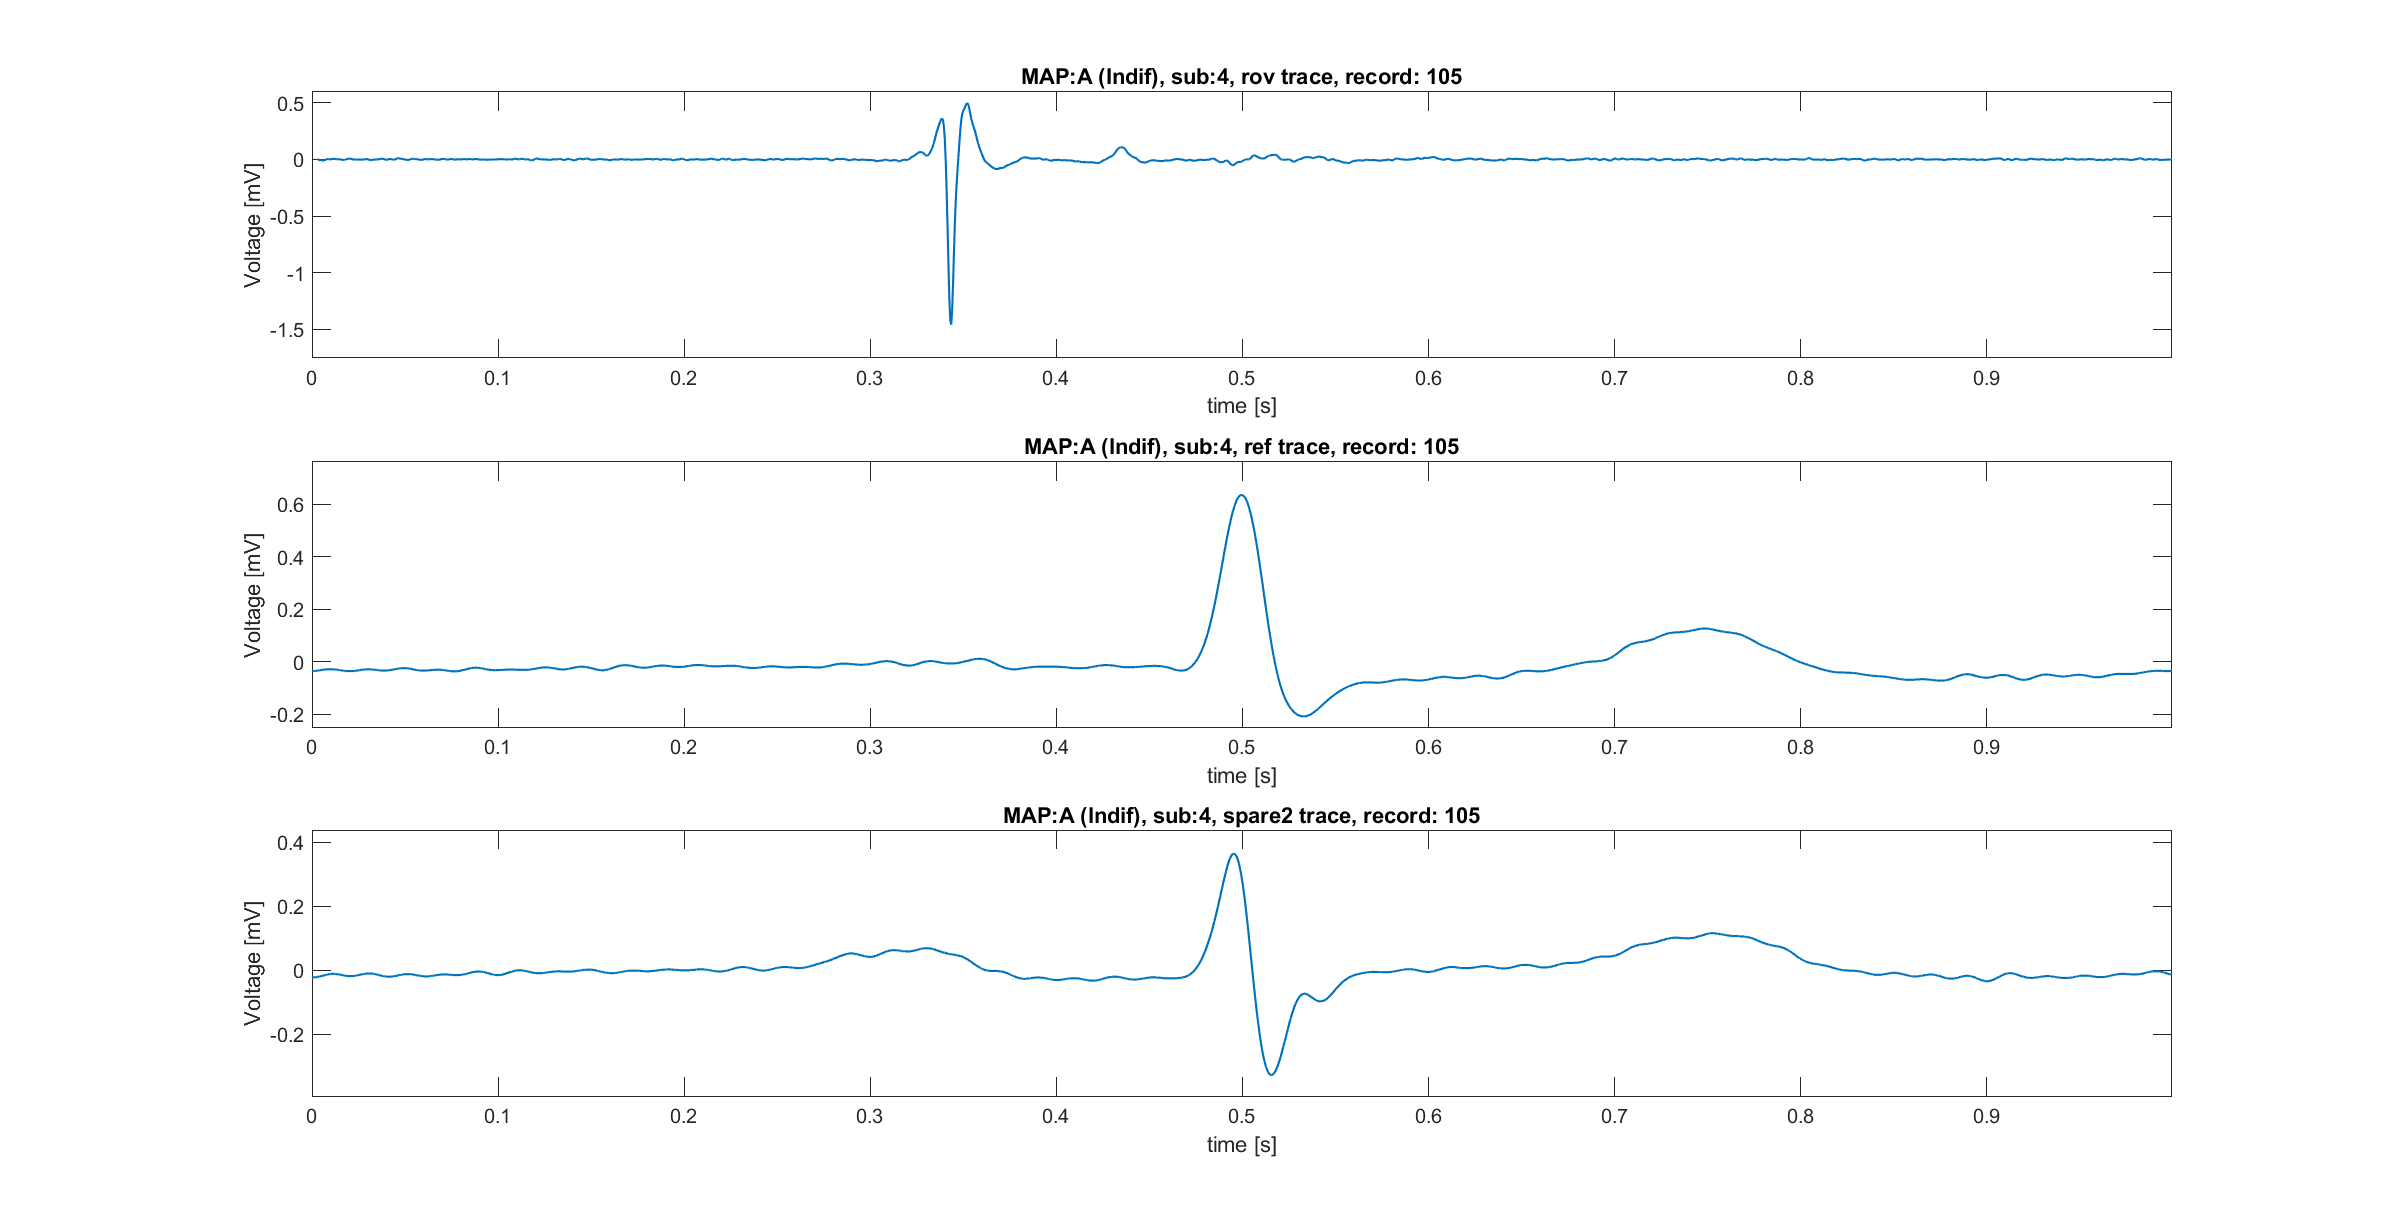 MAP:A (Indif), sub:4, rov trace, record: 105
Voltage [mV]
0.5
0
-0.5
-1
-1.5
0 0.1 0.2 0.3 0.4 0.5 0.6 0.7 0.8 0.9
time [s]
MAP:A (Indif), sub:4, ref trace, record: 105
Voltage [mV]
0.6
0.4
0.2
0
-0.2
0 0.1 0.2 0.3 0.4 0.5 0.6 0.7 0.8 0.9
time [s]
MAP:A (Indif), sub:4, spare2 trace, record: 105
Voltage [mV]
0.4
0.2
0
-0.2
0 0.1 0.2 0.3 0.4 0.5 0.6 0.7 0.8 0.9
time [s]